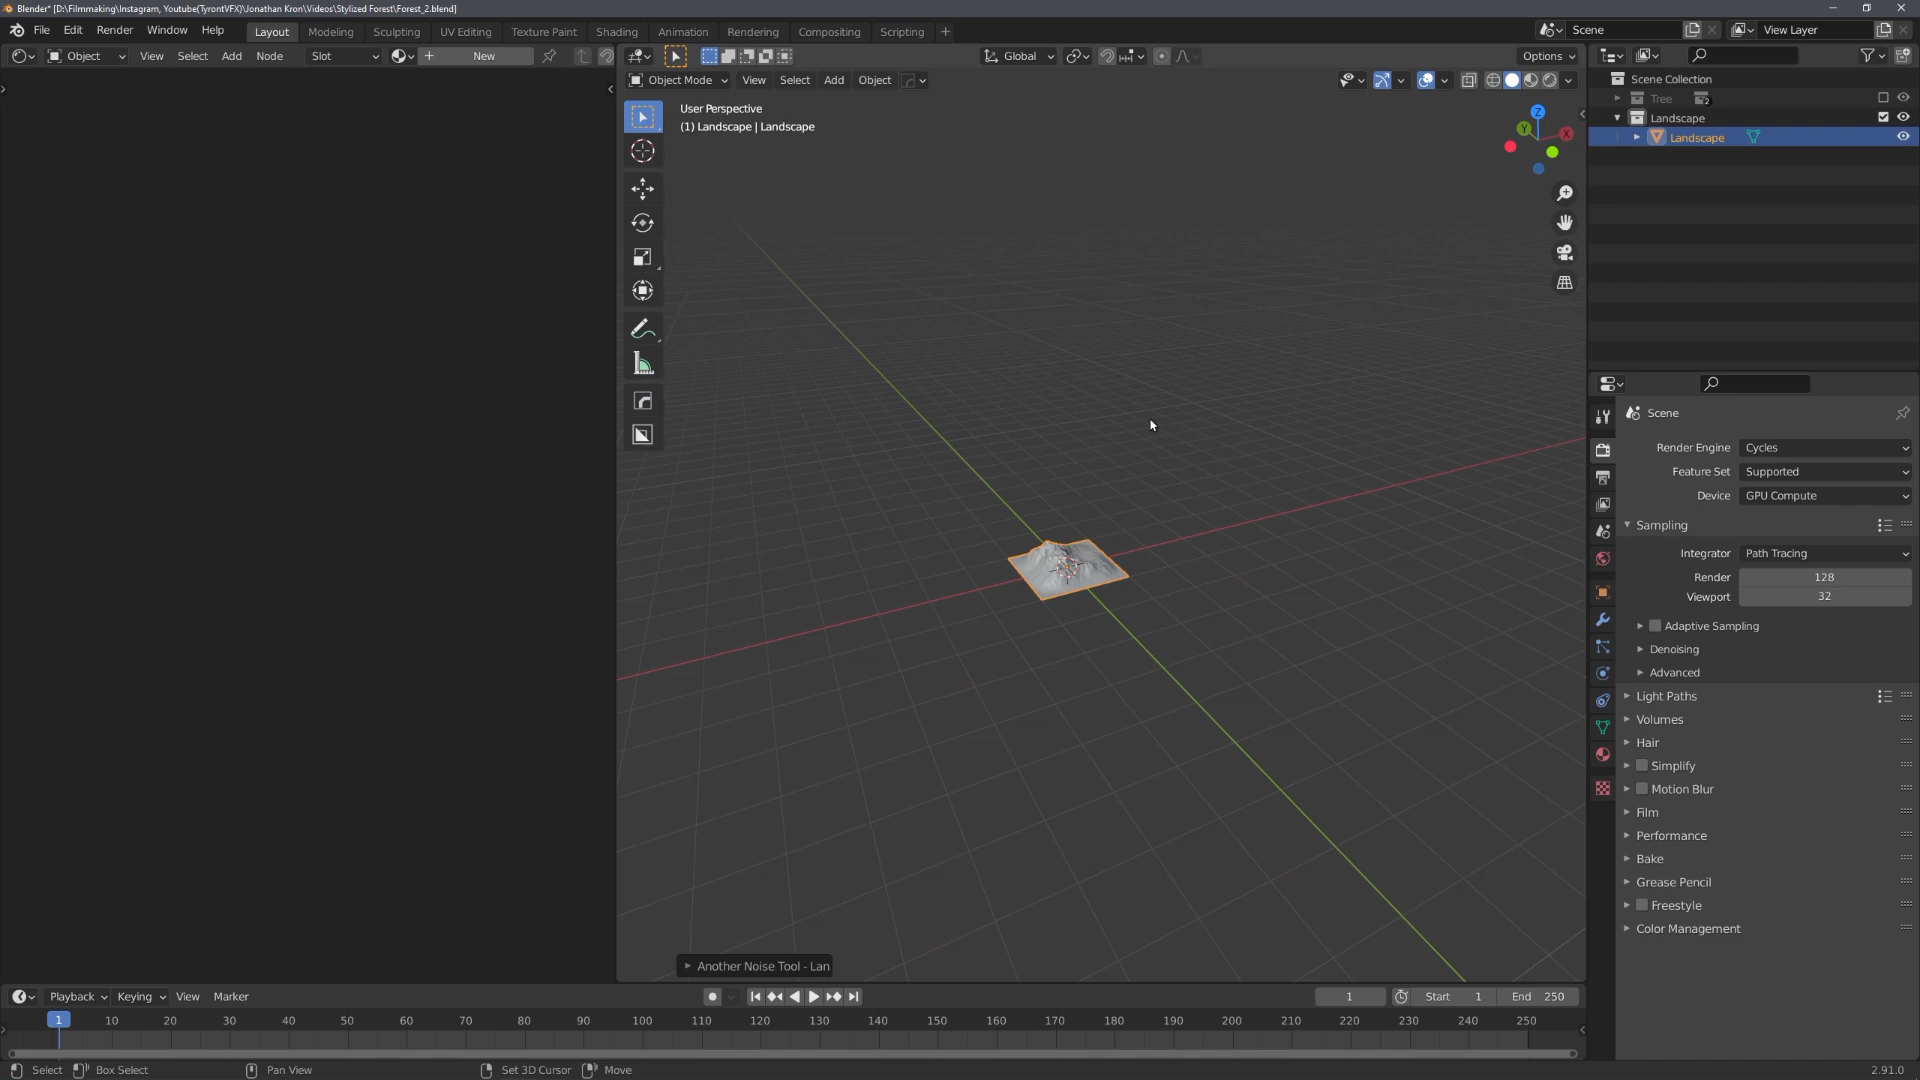 Blender* [D:\Filmmaking\Instagram, Youtube(TyrontVFX)\Jonathan Kron\Videos\Stylized Forest\Forest_2.blend]
File Edit Render Window Help Layout Modeling Sculpting UV Editing Texture Paint Shading Animation Rendering Compositing Scripting + Scene View Layer
Object View Select Add Object Node Slot New Global Options
Object Mode View Select Add Object
User Perspective
(1) Landscape | Landscape
X
Y
Z
Scene Collection
Tree 2
Landscape
Landscape
Scene
Render Engine Cycles
Feature Set Supported
Device GPU Compute
Sampling
Integrator Path Tracing
Render 128
Viewport 32
Adaptive Sampling
Denoising
Advanced
Light Paths
Volumes
Hair
Simplify
Motion Blur
Film
Performance
Bake
Grease Pencil
Freestyle
Color Management
Another Noise Tool - Lan
Playback Keying View Marker 1 Start 1 End 250
1 10 20 30 40 50 60 70 80 90 100 110 120 130 140 150 160 170 180 190 200 210 220 230 240 250
Select Box Select Pan View Set 3D Cursor Move 2.91.0